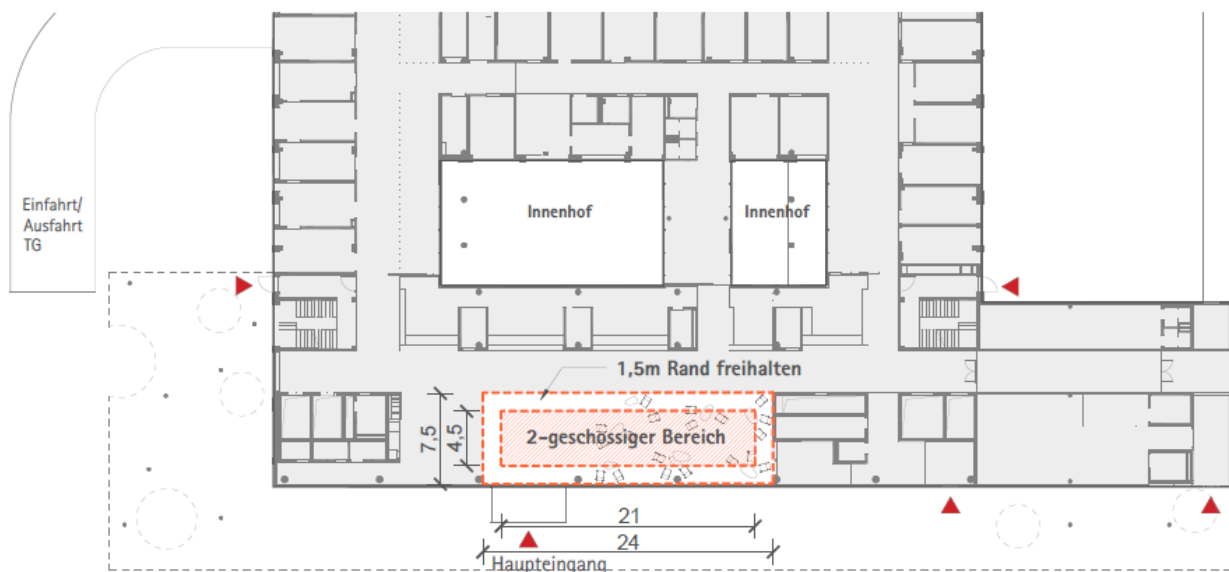 Einfahrt/
Ausfahrt
TG
Innenhof
Innenhof
1,5m Rand freihalten
7,5
4,5
2-geschossiger Bereich
21
24
Haupteingang